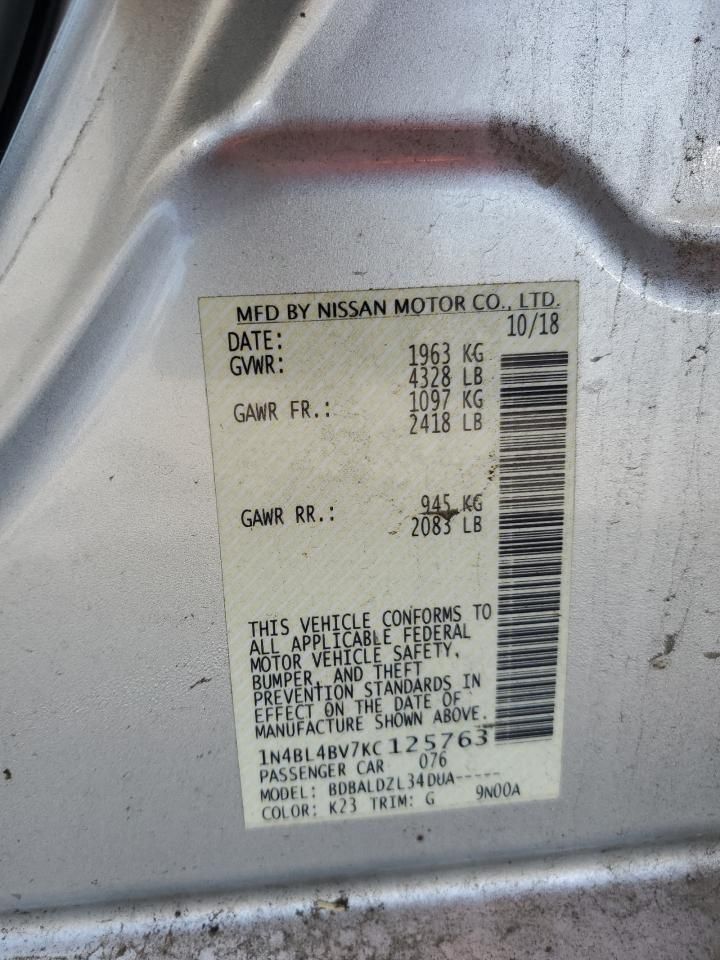 MFD BY NISSAN MOTOR CO., LTD.
DATE: 10/18
GVWR: 1963 KG
4328 LB
GAWR FR.: 1097 KG
2418 LB
GAWR RR.: 945 KG
2083 LB
THIS VEHICLE CONFORMS TO
ALL APPLICABLE FEDERAL
MOTOR VEHICLE SAFETY,
BUMPER, AND THEFT
PREVENTION STANDARDS IN
EFFECT ON THE DATE OF
MANUFACTURE SHOWN ABOVE.
1N4BL4BV7KC125763
PASSENGER CAR 076
MODEL: BDBALDZL34DUA-----
COLOR: K23 TRIM: G 9N00A